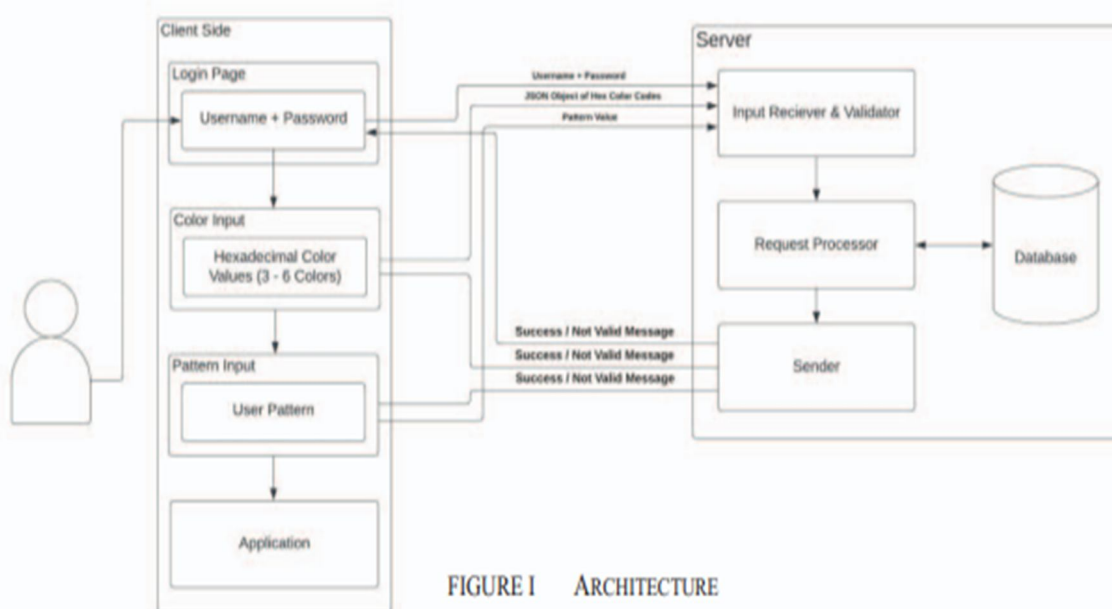 Client Side
Login Page
Username + Password
Color Input
Hexadecimal Color
Values (3 - 6 Colors)
Pattern Input
User Pattern
Application
Username + Password
JSON Object of Hex Color Codes
Pattern Value
Success / Not Valid Message
Success / Not Valid Message
Success / Not Valid Message
Server
Input Reciever & Validator
Request Processor
Sender
Database
FIGURE I ARCHITECTURE